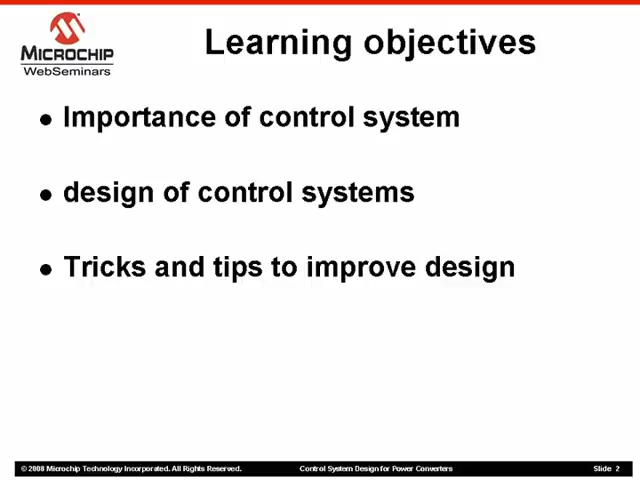 MICROCHIP
WebSeminars
Learning objectives
● Importance of control system
● design of control systems
● Tricks and tips to improve design
© 2008 Microchip Technology Incorporated. All Rights Reserved. Control System Design for Power Converters Slide 2